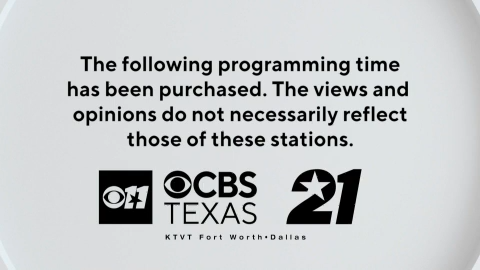 The following programming time
has been purchased. The views and
opinions do not necessarily reflect
those of these stations.
11 CBS 21
TEXAS
KTVT Fort Worth•Dallas